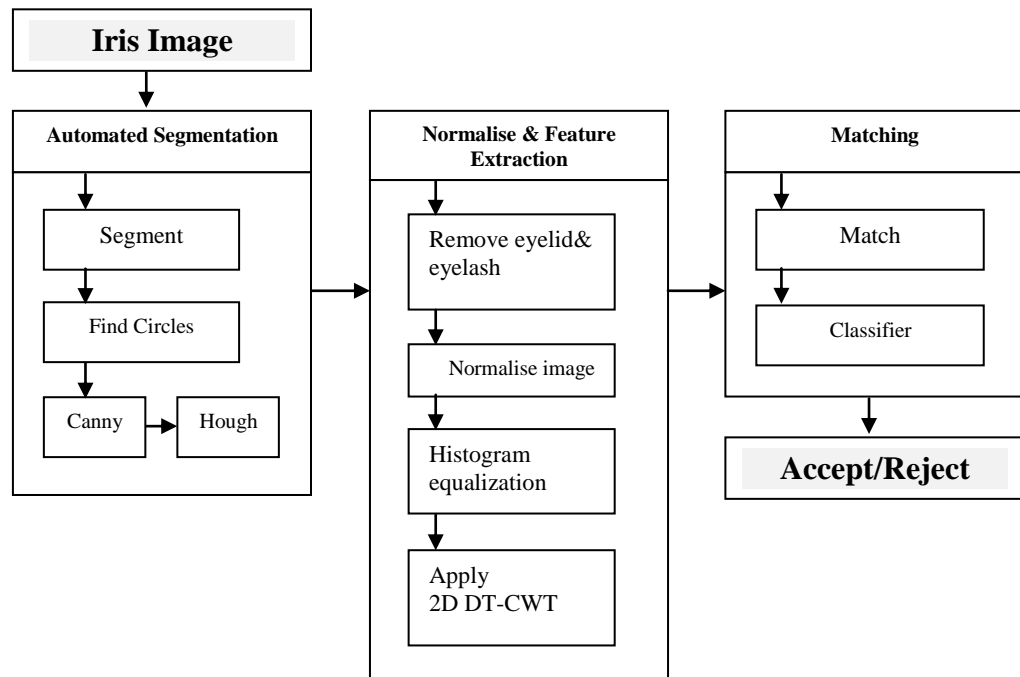 Iris Image
Automated Segmentation
Segment
Find Circles
Canny
Hough
Normalise & Feature
Extraction
Remove eyelid&
eyelash
Normalise image
Histogram
equalization
Apply
2D DT-CWT
Matching
Match
Classifier
Accept/Reject